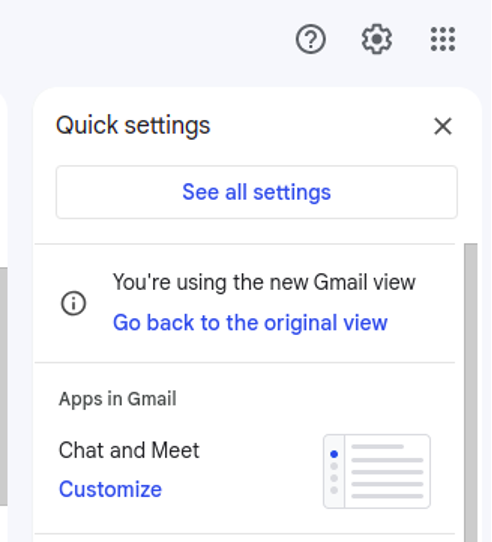 Quick settings
See all settings
You're using the new Gmail view
Go back to the original view
Apps in Gmail
Chat and Meet
Customize